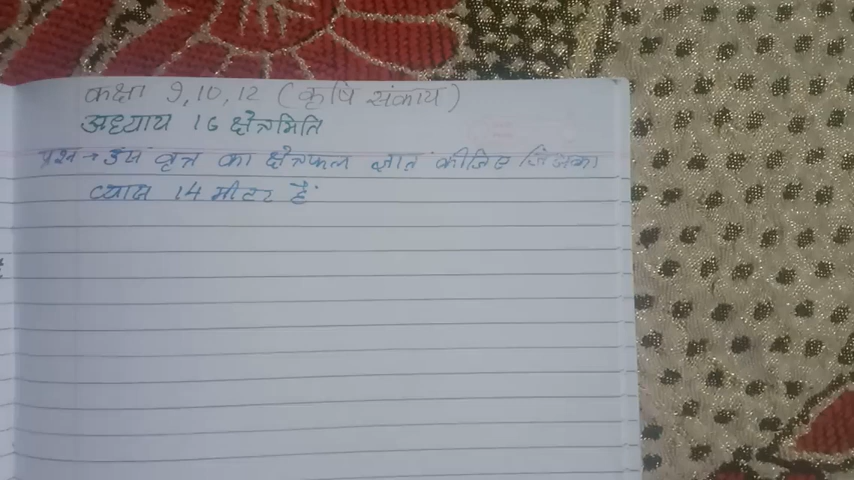 कक्षा 9,10,12 (कृषि संकाय)
अध्याय 16 क्षेत्रमिति
प्रश्न → उस वृत्त का क्षेत्रफल ज्ञात कीजिए जिसका
व्यास 14 मीटर है